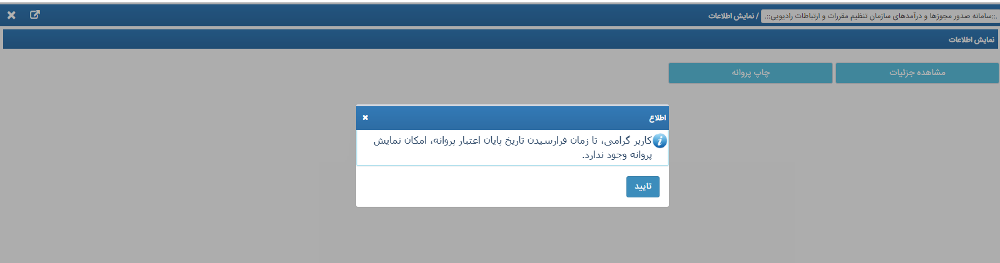 .::سامانه صدور مجوزها و درآمدهای سازمان تنظیم مقررات و ارتباطات رادیویی::. / نمایش اطلاعات
نمایش اطلاعات
مشاهده جزئیات
چاپ پروانه
اطلاع
کاربر گرامی، تا زمان فرارسیدن تاریخ پایان اعتبار پروانه، امکان نمایش
پروانه وجود ندارد.
تایید